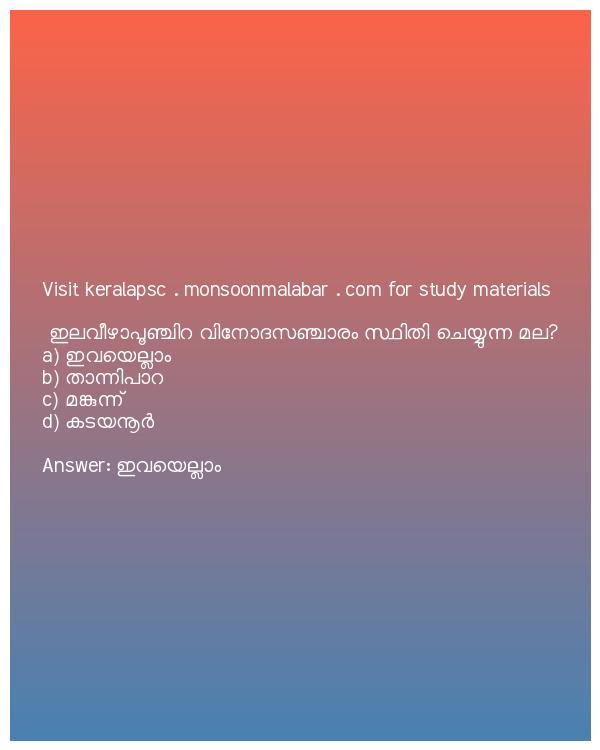 Visit keralapsc . monsoonmalabar . com for study materials
ഇലവീഴാപൂഞ്ചിറ വിനോദസഞ്ചാരം സ്ഥിതി ചെയ്യുന്ന മല?
a) ഇവയെല്ലാം
b) താന്നിപാറ
c) മങ്കുന്ന്
d) കടയനൂർ
Answer: ഇവയെല്ലാം